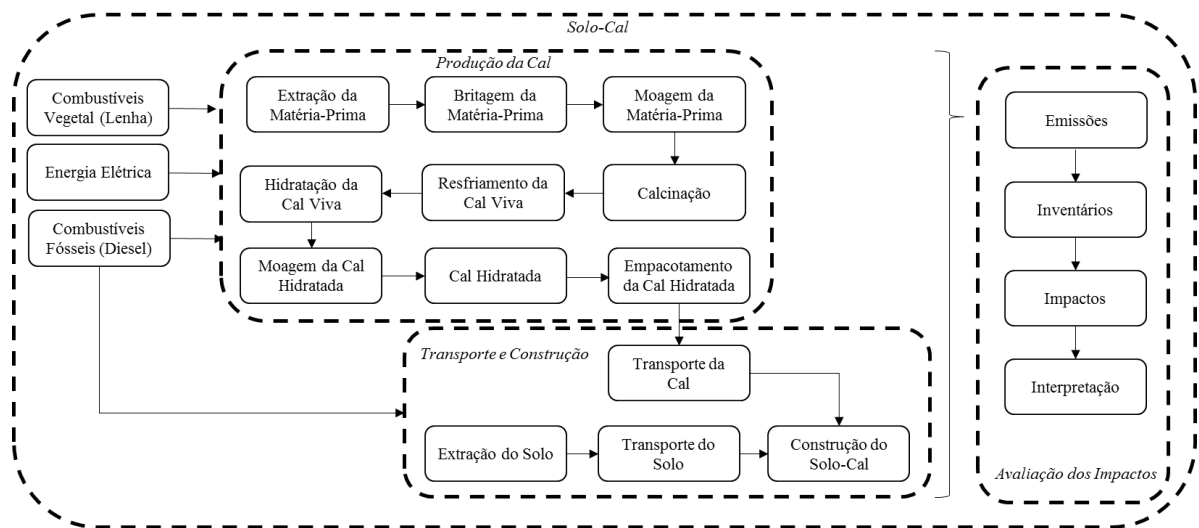 Solo-Cal
Combustíveis
Vegetal (Lenha)
Energia Elétrica
Combustíveis
Fósseis (Diesel)
Produção da Cal
Extração da
Matéria-Prima
Britagem da
Matéria-Prima
Moagem da
Matéria-Prima
Hidratação da
Cal Viva
Resfriamento da
Cal Viva
Calcinação
Moagem da Cal
Hidratada
Cal Hidratada
Empacotamento
da Cal Hidratada
Transporte e Construção
Transporte da
Cal
Extração do Solo
Transporte do
Solo
Construção do
Solo-Cal
Emissões
Inventários
Impactos
Interpretação
Avaliação dos Impactos